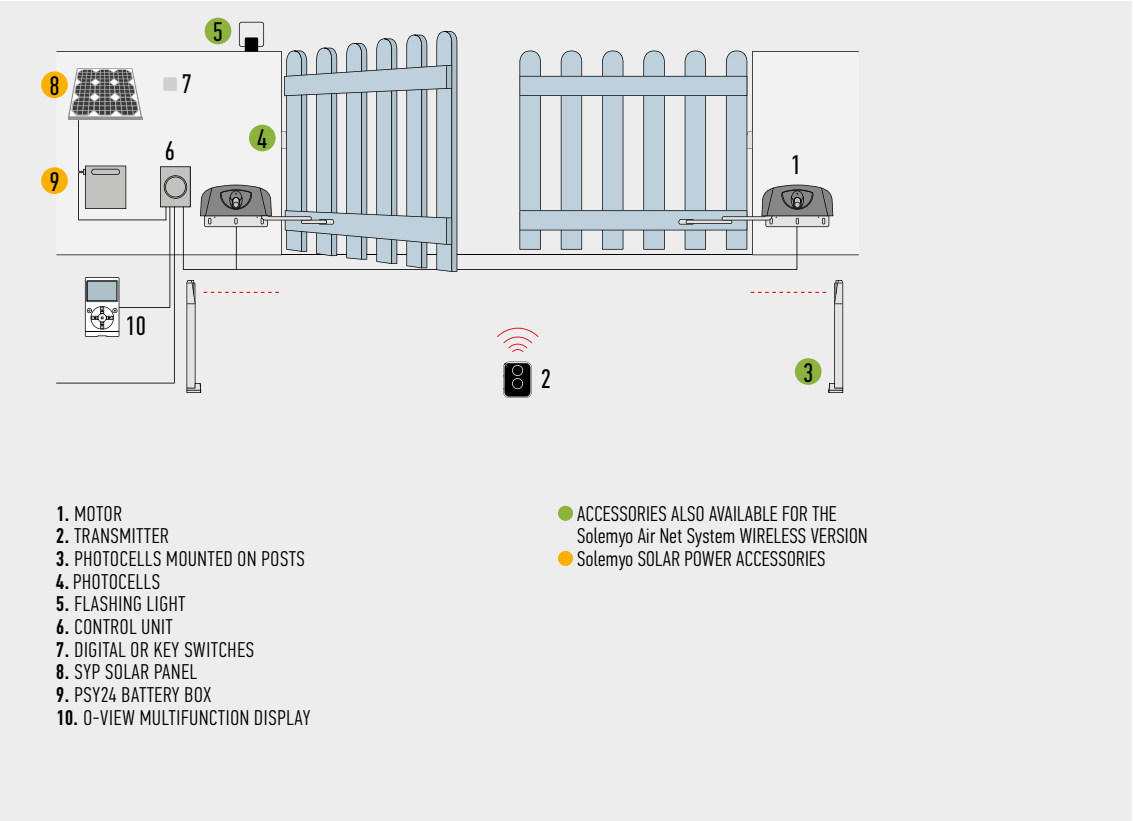 5
8
7
4
6
9
1
10
2
3
1. MOTOR
2. TRANSMITTER
3. PHOTOCELLS MOUNTED ON POSTS
4. PHOTOCELLS
5. FLASHING LIGHT
6. CONTROL UNIT
7. DIGITAL OR KEY SWITCHES
8. SYP SOLAR PANEL
9. PSY24 BATTERY BOX
10. O-VIEW MULTIFUNCTION DISPLAY
ACCESSORIES ALSO AVAILABLE FOR THE
Solemyo Air Net System WIRELESS VERSION
Solemyo SOLAR POWER ACCESSORIES